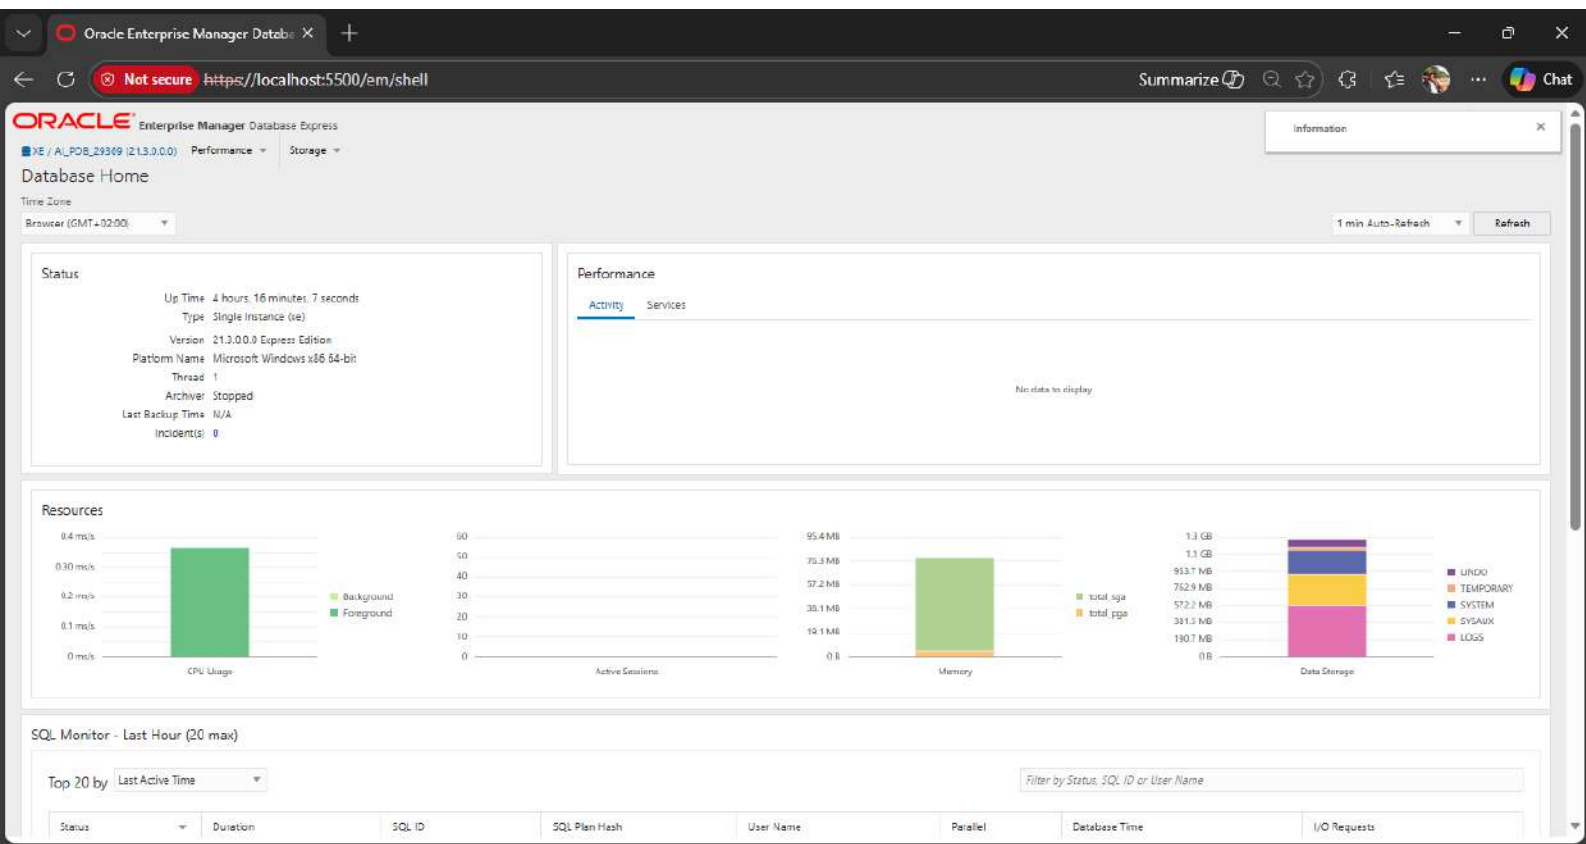 Oracle Enterprise Manager Databa
Not secure https://localhost:5500/em/shell
Summarize
Chat
ORACLE Enterprise Manager Database Express
XE / AI_PDB_29309 (21.3.0.0.0) Performance Storage
Information
Database Home
Time Zone
Browser (GMT+02:00)
1 min Auto-Refresh
Refresh
Status
Up Time 4 hours, 16 minutes, 7 seconds
Type Single Instance (xe)
Version 21.3.0.0.0 Express Edition
Platform Name Microsoft Windows x86 64-bit
Thread 1
Archiver Stopped
Last Backup Time N/A
Incident(s) 0
Performance
Activity Services
No data to display
Resources
0.4 ms/s
0.30 ms/s
0.2 ms/s
0.1 ms/s
0 ms/s
CPU Usage
Background
Foreground
60
50
40
30
20
10
0
Active Sessions
95.4 MB
76.3 MB
57.2 MB
38.1 MB
19.1 MB
0 B
Memory
total_sga
total_pga
1.3 GB
1.1 GB
953.7 MB
762.9 MB
572.2 MB
381.5 MB
190.7 MB
0 B
Data Storage
UNDO
TEMPORARY
SYSTEM
SYSAUX
LOGS
SQL Monitor - Last Hour (20 max)
Top 20 by Last Active Time
Filter by Status, SQL ID or User Name
Status Duration SQL ID SQL Plan Hash User Name Parallel Database Time I/O Requests